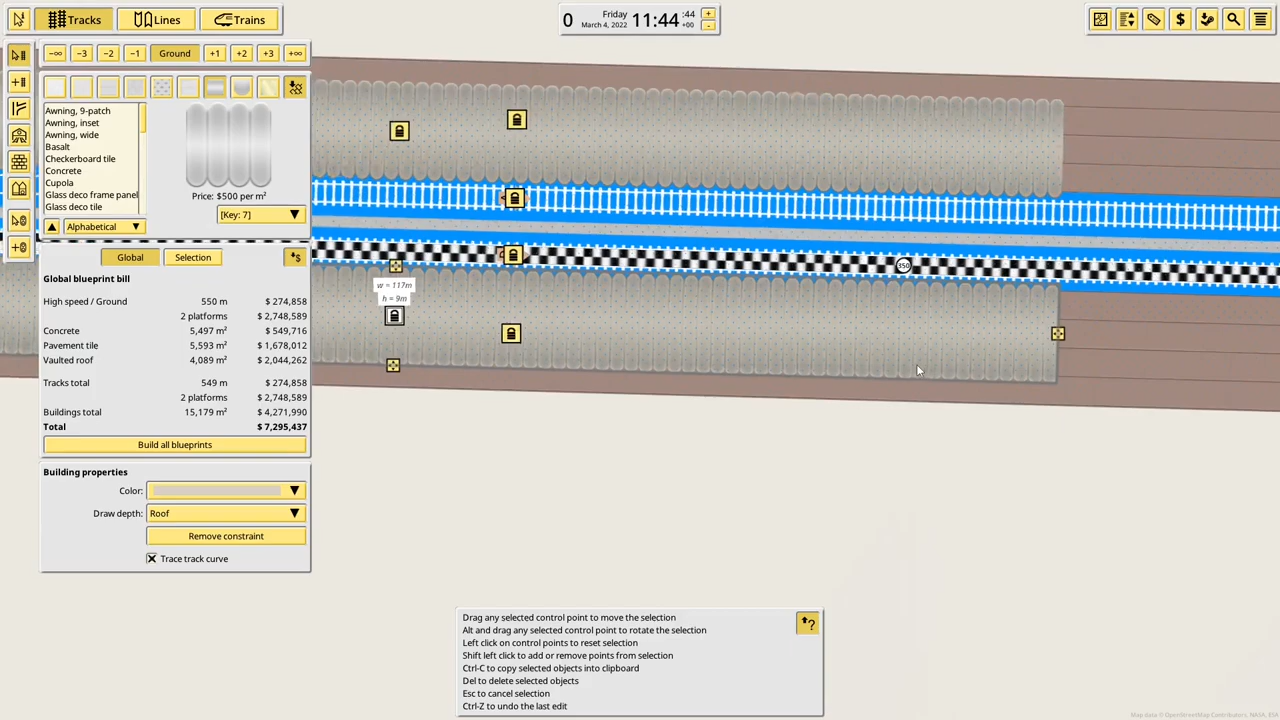 Tracks
Lines
Trains
0
Friday
March 4, 2022
11:44
:44
+00
+
-
$
−∞
−3
−2
−1
Ground
+1
+2
+3
+∞
Awning, 9-patch
Awning, inset
Awning, wide
Basalt
Checkerboard tile
Concrete
Cupola
Glass deco frame panel
Glass deco tile
Price: $500 per m²
[Key: 7]
Alphabetical
Global
Selection
Global blueprint bill
High speed / Ground 550 m $ 274,858
2 platforms $ 2,748,589
Concrete 5,497 m² $ 549,716
Pavement tile 5,593 m² $ 1,678,012
Vaulted roof 4,089 m² $ 2,044,262
Tracks total 549 m $ 274,858
2 platforms $ 2,748,589
Buildings total 15,179 m² $ 4,271,990
Total $ 7,295,437
Build all blueprints
Building properties
Color:
Draw depth: Roof
Remove constraint
Trace track curve
w = 117m
h = 9m
350
Drag any selected control point to move the selection
Alt and drag any selected control point to rotate the selection
Left click on control points to reset selection
Shift left click to add or remove points from selection
Ctrl-C to copy selected objects into clipboard
Del to delete selected objects
Esc to cancel selection
Ctrl-Z to undo the last edit
?
Map data © OpenStreetMap Contributors, NASA, ESA